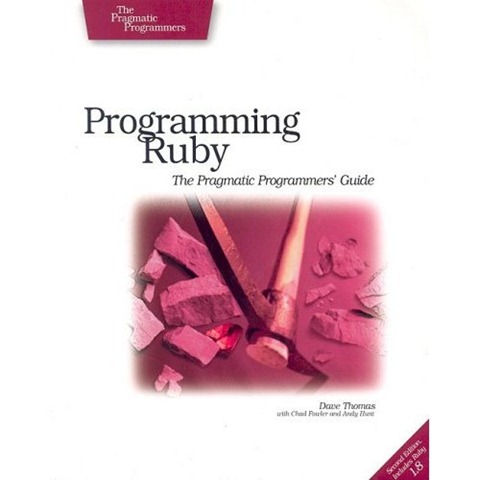 The
Pragmatic
Programmers
Programming
Ruby
The Pragmatic Programmers' Guide
Dave Thomas
with Chad Fowler and Andy Hunt
Second Edition,
Includes Ruby
1.8